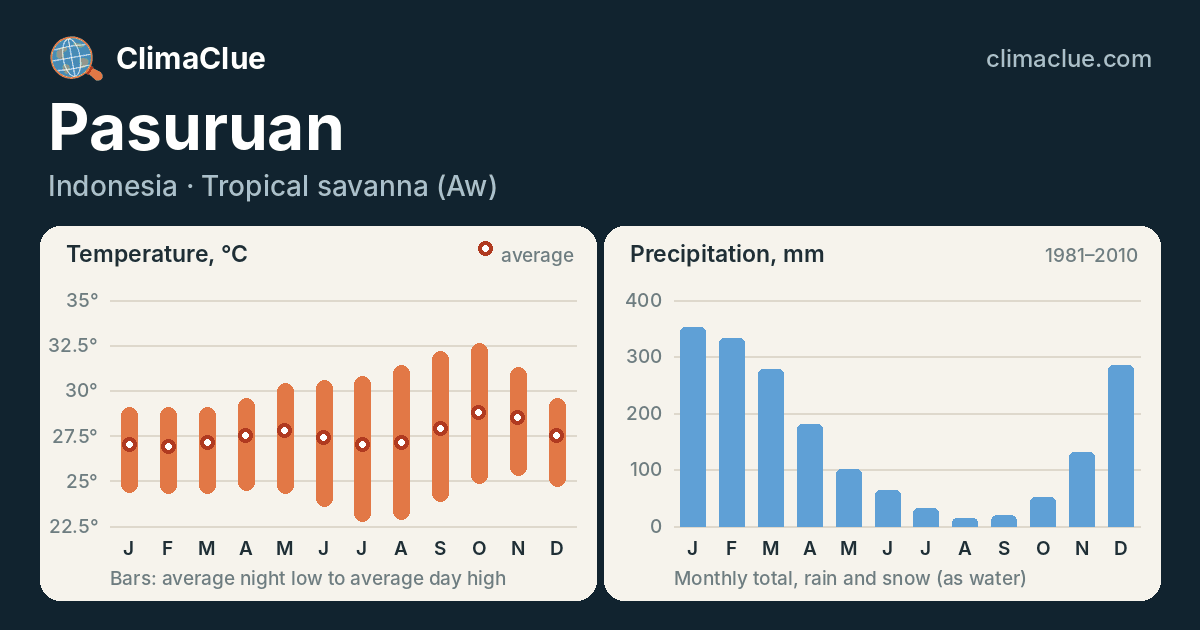 ClimaClue
climaclue.com
Pasuruan
Indonesia · Tropical savanna (Aw)
Temperature, °C
average
35°
32.5°
30°
27.5°
25°
22.5°
J F M A M J J A S O N D
Bars: average night low to average day high
Precipitation, mm
1981–2010
400
300
200
100
0
J F M A M J J A S O N D
Monthly total, rain and snow (as water)